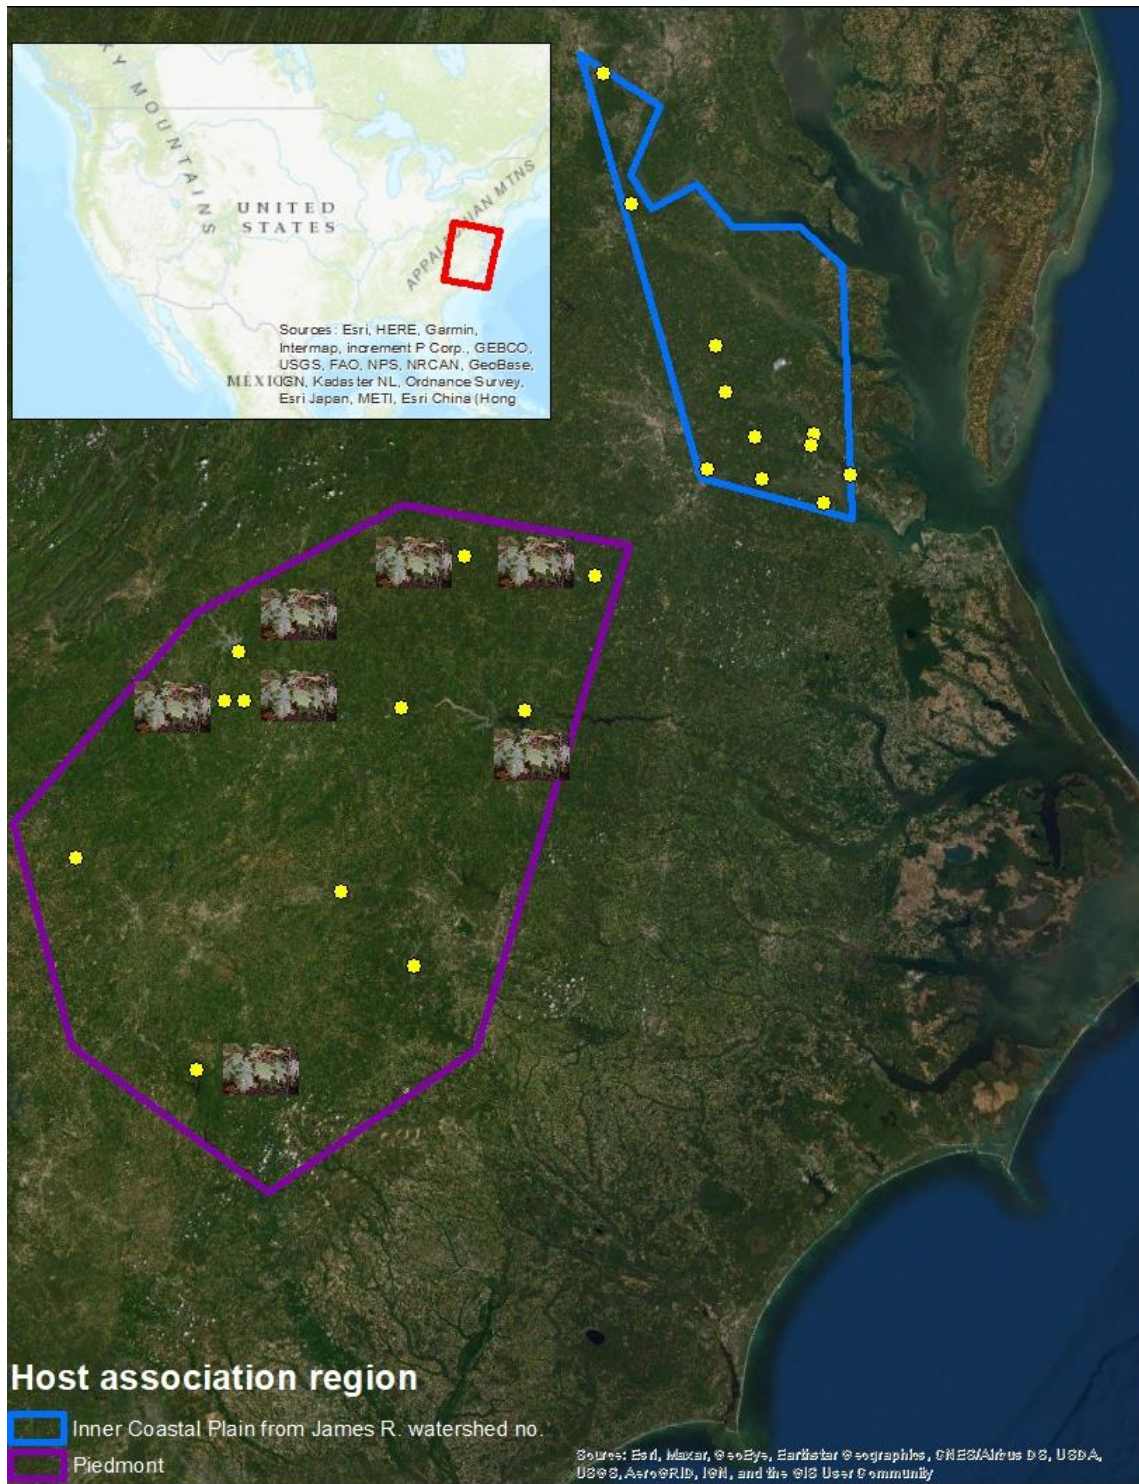 KY MOUNTAINS
UNITED
STATES
APPALACHIAN MTNS
MÉXICO
Sources: Esri, HERE, Garmin,
Intermap, increment P Corp., GEBCO,
USGS, FAO, NPS, NRCAN, GeoBase,
IGN, Kadaster NL, Ordnance Survey,
Esri Japan, METI, Esri China (Hong
Host association region
Inner Coastal Plain from James R. watershed no.
Piedmont
Source: Esri, Maxar, GeoEye, Earthstar Geographics, CNES/Airbus DS, USDA,
USGS, AeroGRID, IGN, and the GIS User Community